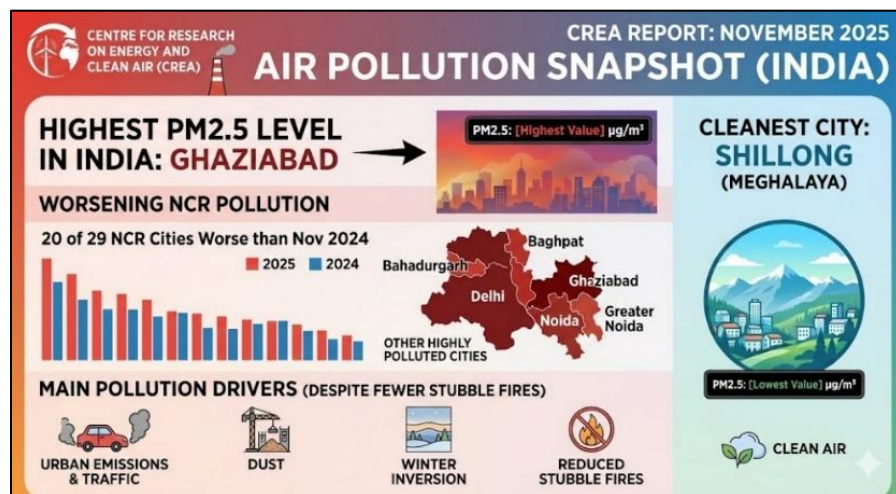 CENTRE FOR RESEARCH
ON ENERGY AND
CLEAN AIR (CREA)
CREA REPORT: NOVEMBER 2025
AIR POLLUTION SNAPSHOT (INDIA)
HIGHEST PM2.5 LEVEL
IN INDIA: GHAZIABAD
PM2.5: [Highest Value] µg/m³
WORSENING NCR POLLUTION
20 of 29 NCR Cities Worse than Nov 2024
2025
2024
Baghpat
Bahadurgarh
Ghaziabad
Delhi
Noida
Greater
Noida
OTHER HIGHLY
POLLUTED CITIES
MAIN POLLUTION DRIVERS (DESPITE FEWER STUBBLE FIRES)
URBAN EMISSIONS
& TRAFFIC
DUST
WINTER
INVERSION
REDUCED
STUBBLE FIRES
CLEANEST CITY:
SHILLONG
(MEGHALAYA)
PM2.5: [Lowest Value] µg/m³
CLEAN AIR